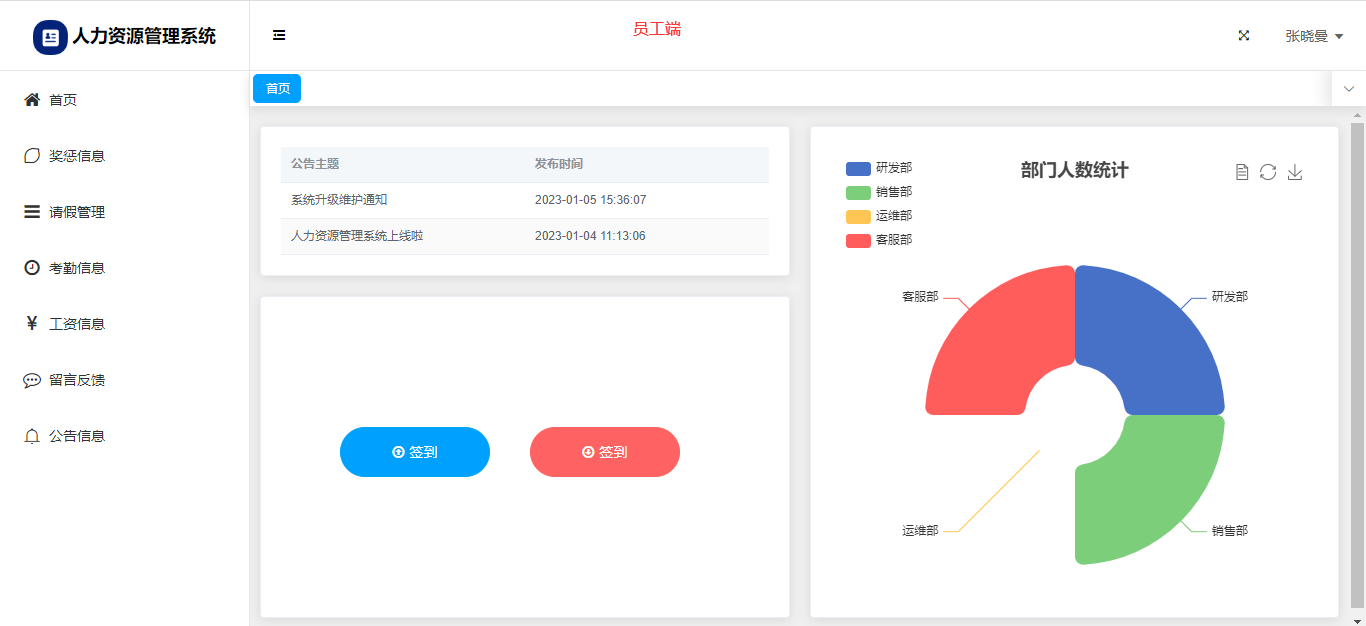 人力资源管理系统
员工端
张晓曼
首页
首页
奖惩信息
请假管理
考勤信息
工资信息
留言反馈
公告信息
公告主题 发布时间
系统升级维护通知 2023-01-05 15:36:07
人力资源管理系统上线啦 2023-01-04 11:13:06
签到
签到
部门人数统计
研发部
销售部
运维部
客服部
客服部
研发部
运维部
销售部